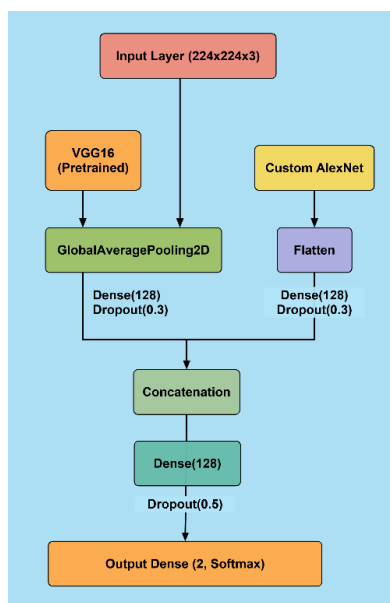 Input Layer (224x224x3)
VGG16
(Pretrained)
Custom AlexNet
GlobalAveragePooling2D
Flatten
Dense(128)
Dropout(0.3)
Dense(128)
Dropout(0.3)
Concatenation
Dense(128)
Dropout(0.5)
Output Dense (2, Softmax)